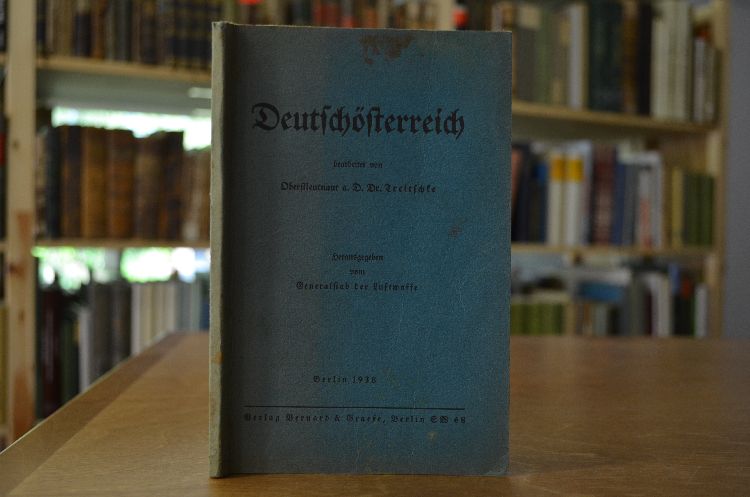 Deutschösterreich
bearbeitet von
Oberstleutnant a. D. Dr. Treitschke
Herausgegeben
vom
Generalstab der Luftwaffe
Berlin 1938
Verlag Bernard & Graefe, Berlin SW 68